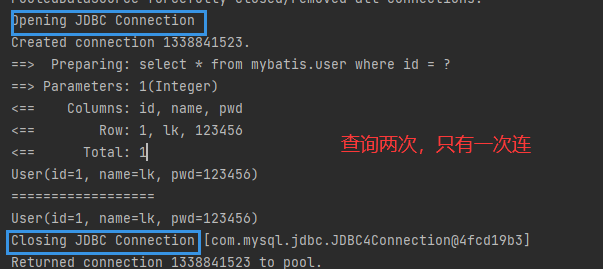 PooledDataSource forcefully closed/removed all connections.
Opening JDBC Connection
Created connection 1338841523.
==>  Preparing: select * from mybatis.user where id = ?
==> Parameters: 1(Integer)
<==    Columns: id, name, pwd
<==        Row: 1, lk, 123456
<==      Total: 1
User(id=1, name=lk, pwd=123456)
查询两次，只有一次连
==================
User(id=1, name=lk, pwd=123456)
Closing JDBC Connection [com.mysql.jdbc.JDBC4Connection@4fcd19b3]
Returned connection 1338841523 to pool.